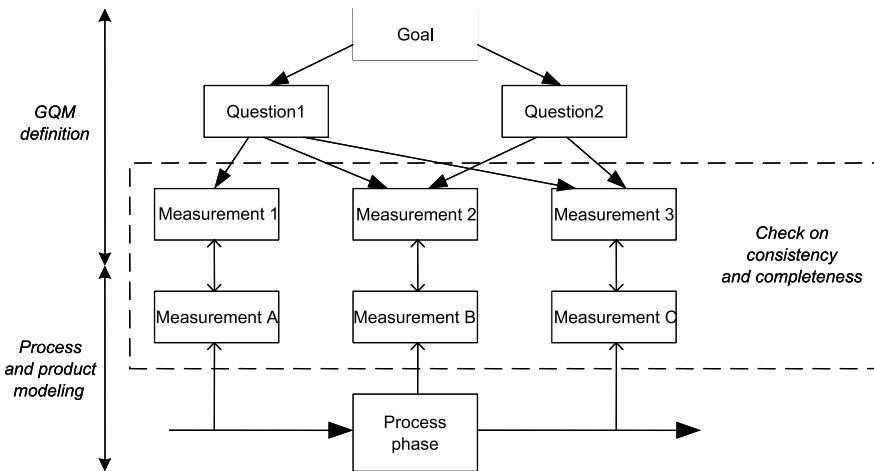 Goal
GQM
definition
Question1
Question2
Measurement 1
Measurement 2
Measurement 3
Check on
consistency
and completeness
Measurement A
Measurement B
Measurement C
Process
and product
modeling
Process
phase